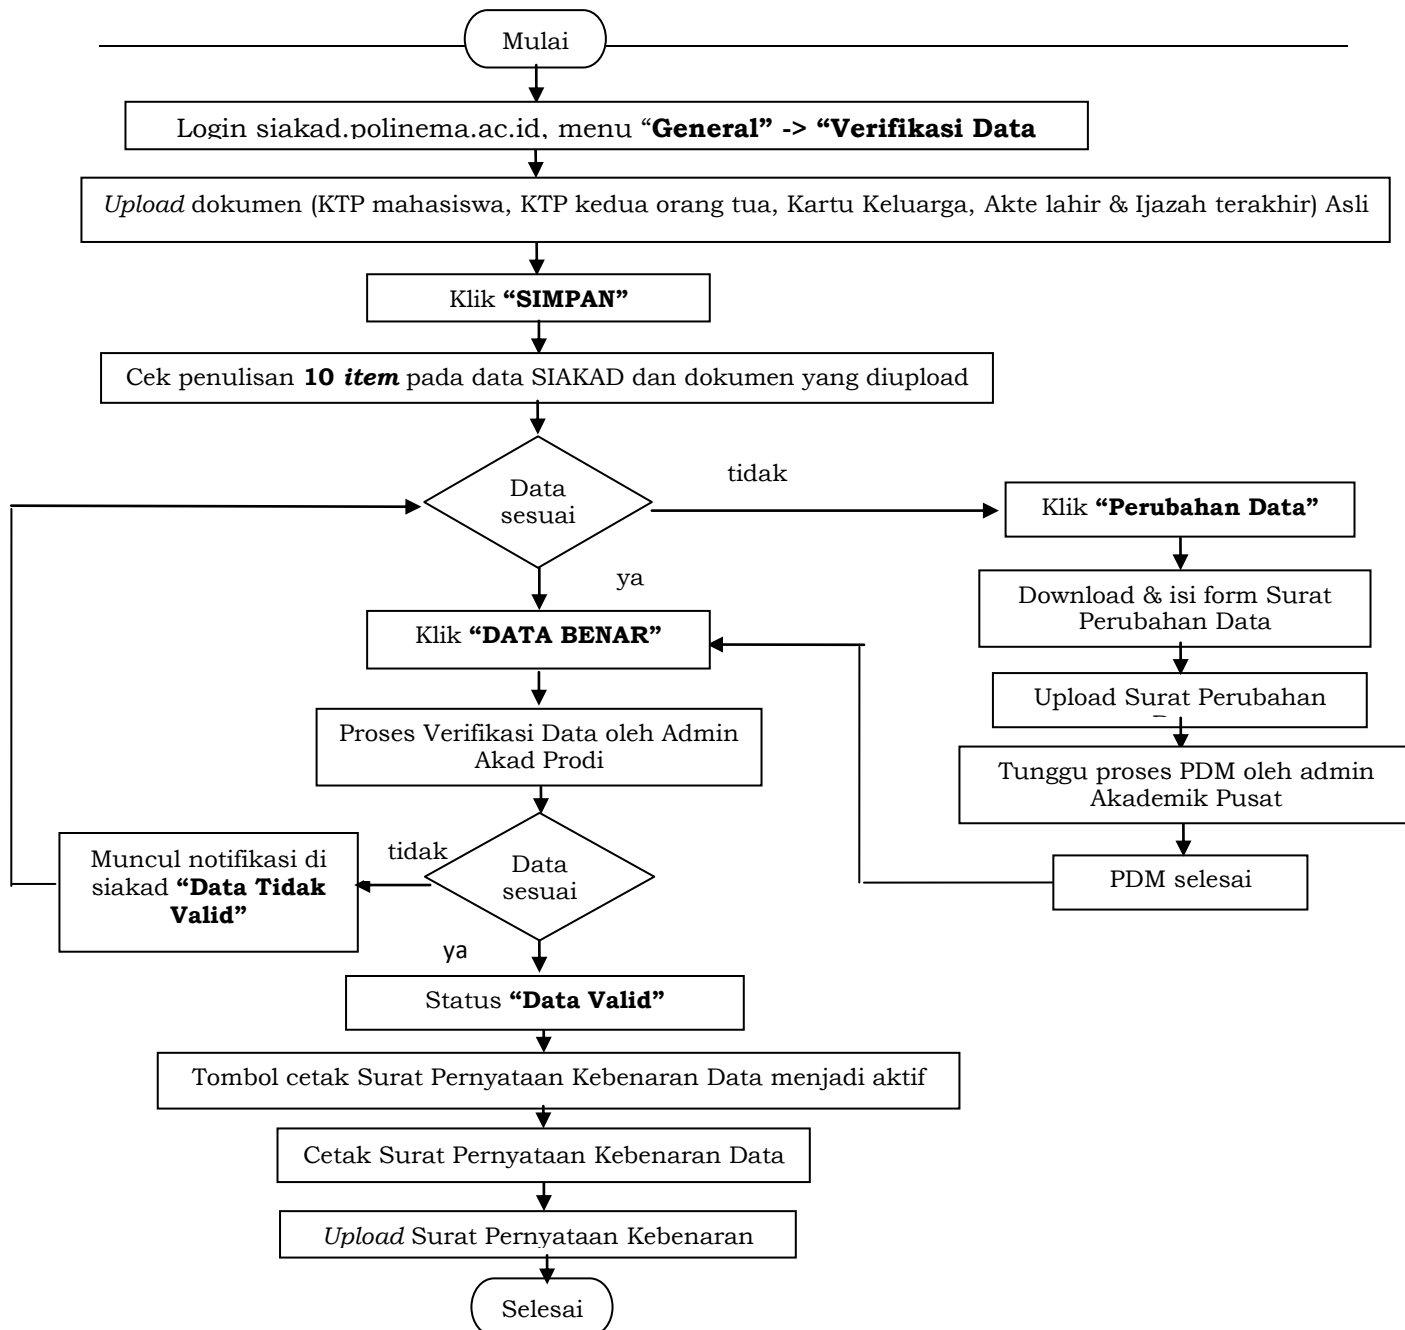 Mulai
Login siakad.polinema.ac.id, menu “General” -> “Verifikasi Data
Upload dokumen (KTP mahasiswa, KTP kedua orang tua, Kartu Keluarga, Akte lahir & Ijazah terakhir) Asli
Klik “SIMPAN”
Cek penulisan 10 item pada data SIAKAD dan dokumen yang diupload
Data
sesuai
tidak
Klik “Perubahan Data”
ya
Download & isi form Surat
Perubahan Data
Klik “DATA BENAR”
Upload Surat Perubahan
Proses Verifikasi Data oleh Admin
Akad Prodi
Tunggu proses PDM oleh admin
Akademik Pusat
tidak
Data
sesuai
Muncul notifikasi di
siakad “Data Tidak
Valid”
PDM selesai
ya
Status “Data Valid”
Tombol cetak Surat Pernyataan Kebenaran Data menjadi aktif
Cetak Surat Pernyataan Kebenaran Data
Upload Surat Pernyataan Kebenaran
Selesai